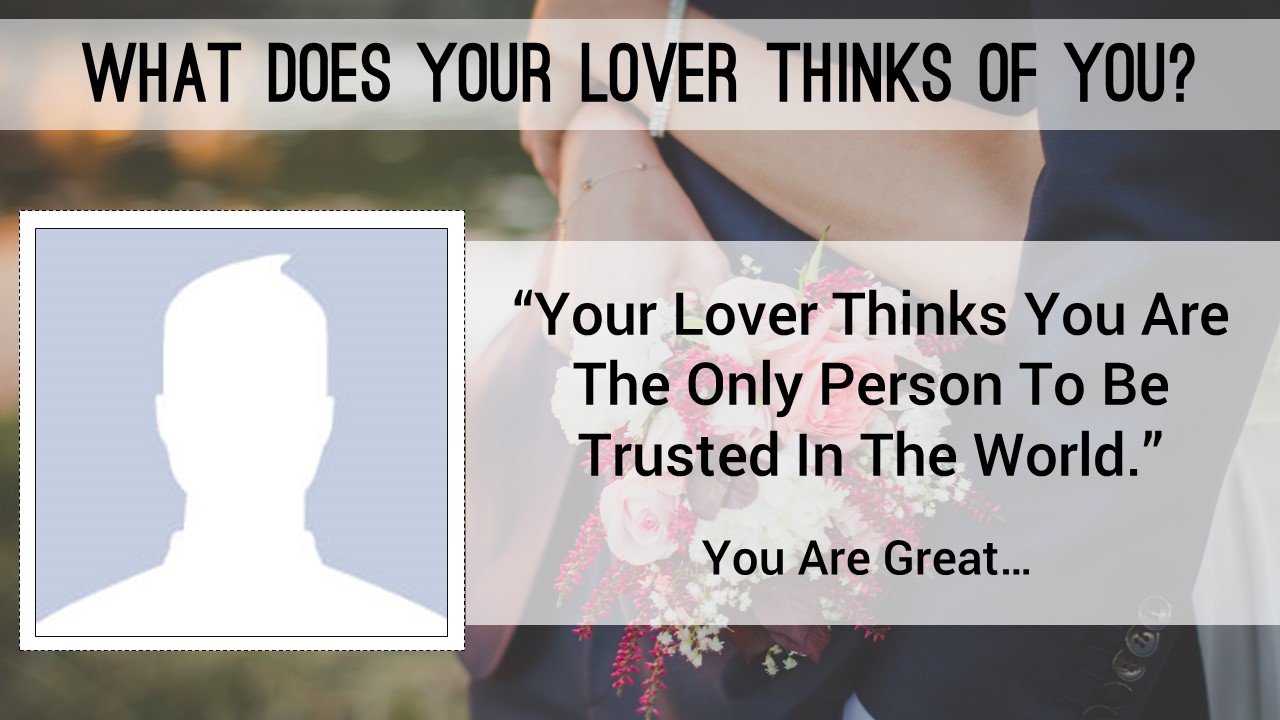 WHAT DOES YOUR LOVER THINKS OF YOU?
“Your Lover Thinks You Are
The Only Person To Be
Trusted In The World.”
You Are Great...